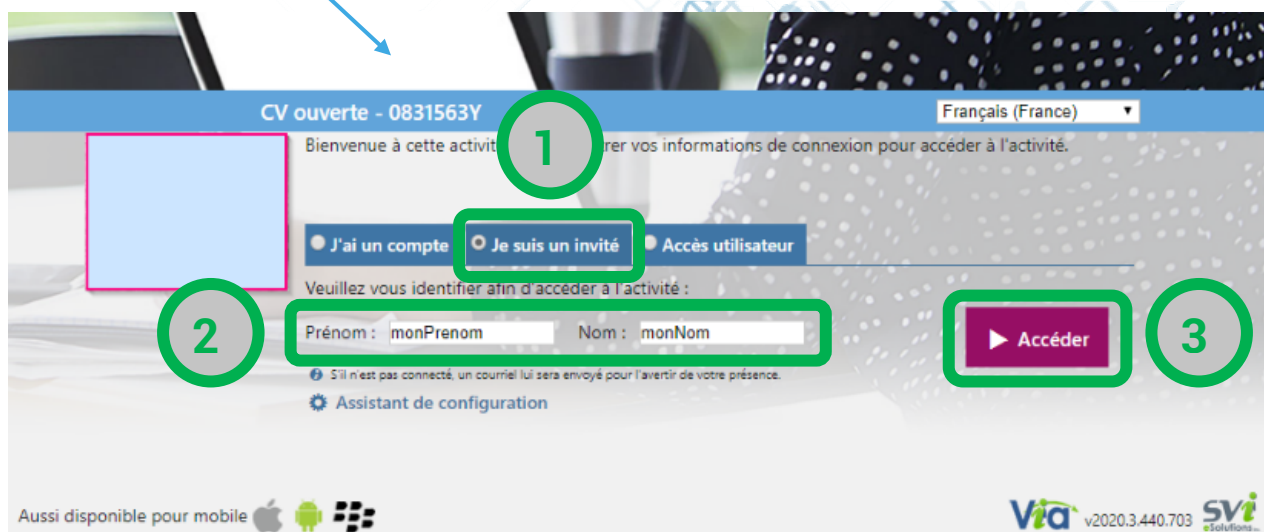 CV ouverte - 0831563Y
Français (France)
Bienvenue à cette activit rer vos informations de connexion pour accéder à l'activité.
1
J'ai un compte Je suis un invité Accès utilisateur
Veuillez vous identifier afin d'accéder à l'activité :
2
Prénom : monPrenom Nom : monNom
Accéder
3
S'il n'est pas connecté, un courriel lui sera envoyé pour l'avertir de votre présence.
Assistant de configuration
Aussi disponible pour mobile
Via v2020.3.440.703 SVi
eSolutions